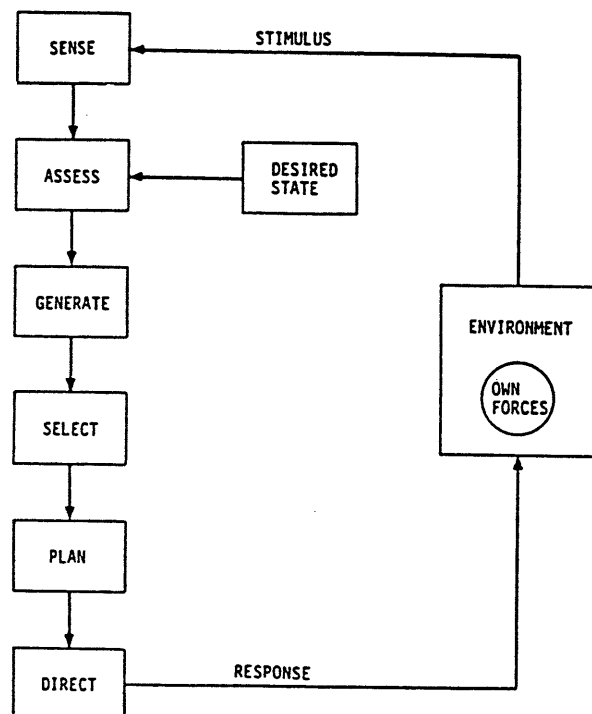 SENSE
STIMULUS
ASSESS
DESIRED
STATE
GENERATE
ENVIRONMENT
OWN
FORCES
SELECT
PLAN
DIRECT
RESPONSE